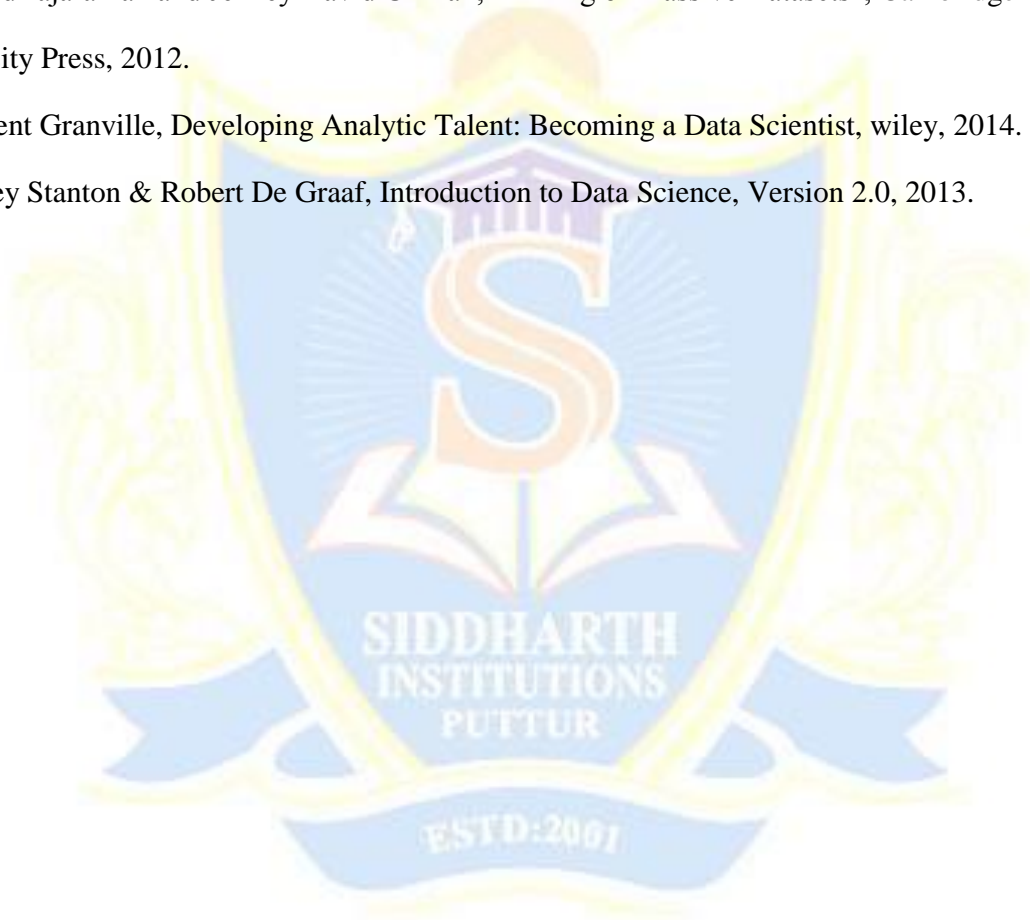 ity Press, 2012.
ent Granville, Developing Analytic Talent: Becoming a Data Scientist, wiley, 2014.
ey Stanton & Robert De Graaf, Introduction to Data Science, Version 2.0, 2013.
S
SIDDHARTH
INSTITUTIONS
PUTTUR
ESTD:2001